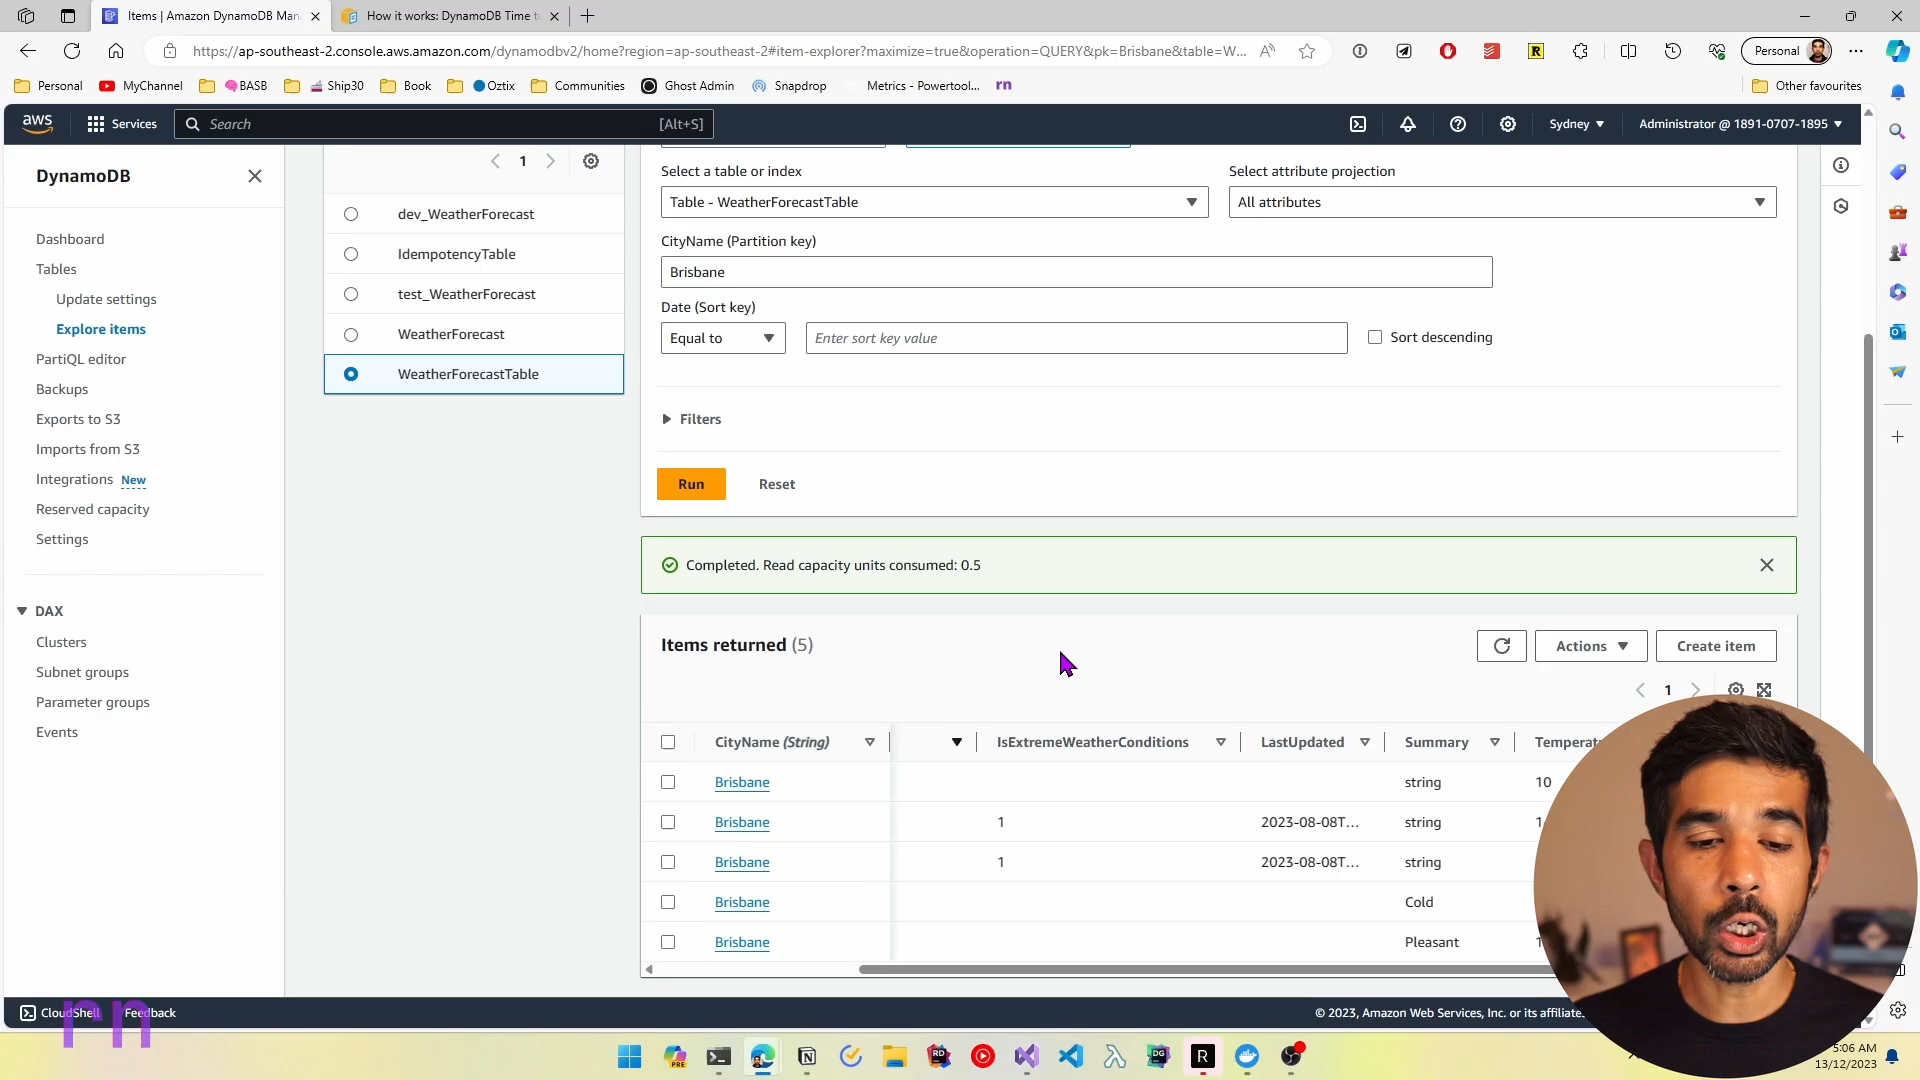 Items | Amazon DynamoDB Man
How it works: DynamoDB Time t
https://ap-southeast-2.console.aws.amazon.com/dynamodbv2/home?region=ap-southeast-2#item-explorer?maximize=true&operation=QUERY&pk=Brisbane&table=W...
Personal
Personal
MyChannel
BASB
Ship30
Book
Oztix
Communities
Ghost Admin
Snapdrop
Metrics - Powertool...
rn
Other favourites
aws
Services
Search
[Alt+S]
Sydney
Administrator @ 1891-0707-1895
DynamoDB
Dashboard
Tables
Update settings
Explore items
PartiQL editor
Backups
Exports to S3
Imports from S3
Integrations New
Reserved capacity
Settings
DAX
Clusters
Subnet groups
Parameter groups
Events
1
dev_WeatherForecast
IdempotencyTable
test_WeatherForecast
WeatherForecast
WeatherForecastTable
Select a table or index
Select attribute projection
Table - WeatherForecastTable
All attributes
CityName (Partition key)
Brisbane
Date (Sort key)
Equal to
Enter sort key value
Sort descending
Filters
Run
Reset
Completed. Read capacity units consumed: 0.5
Items returned (5)
Actions
Create item
1
CityName (String)
IsExtremeWeatherConditions
LastUpdated
Summary
Temperat
Brisbane
string
10
Brisbane
1
2023-08-08T...
string
1
Brisbane
1
2023-08-08T...
string
Brisbane
Cold
Brisbane
Pleasant
1
CloudShell
Feedback
rn
© 2023, Amazon Web Services, Inc. or its affiliate
5:06 AM
13/12/2023